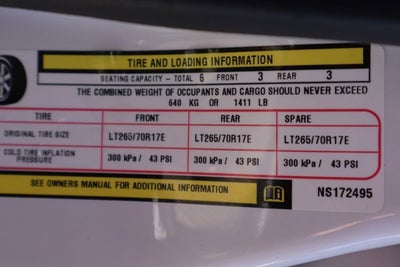 TIRE AND LOADING INFORMATION
SEATING CAPACITY - TOTAL 6 FRONT 3 REAR 3
THE COMBINED WEIGHT OF OCCUPANTS AND CARGO SHOULD NEVER EXCEED
640 KG OR 1411 LB
TIRE FRONT REAR SPARE
ORIGINAL TIRE SIZE LT265/70R17E LT265/70R17E LT265/70R17E
COLD TIRE INFLATION PRESSURE 300 kPa / 43 PSI 300 kPa / 43 PSI 300 kPa / 43 PSI
SEE OWNERS MANUAL FOR ADDITIONAL INFORMATION
NS172495